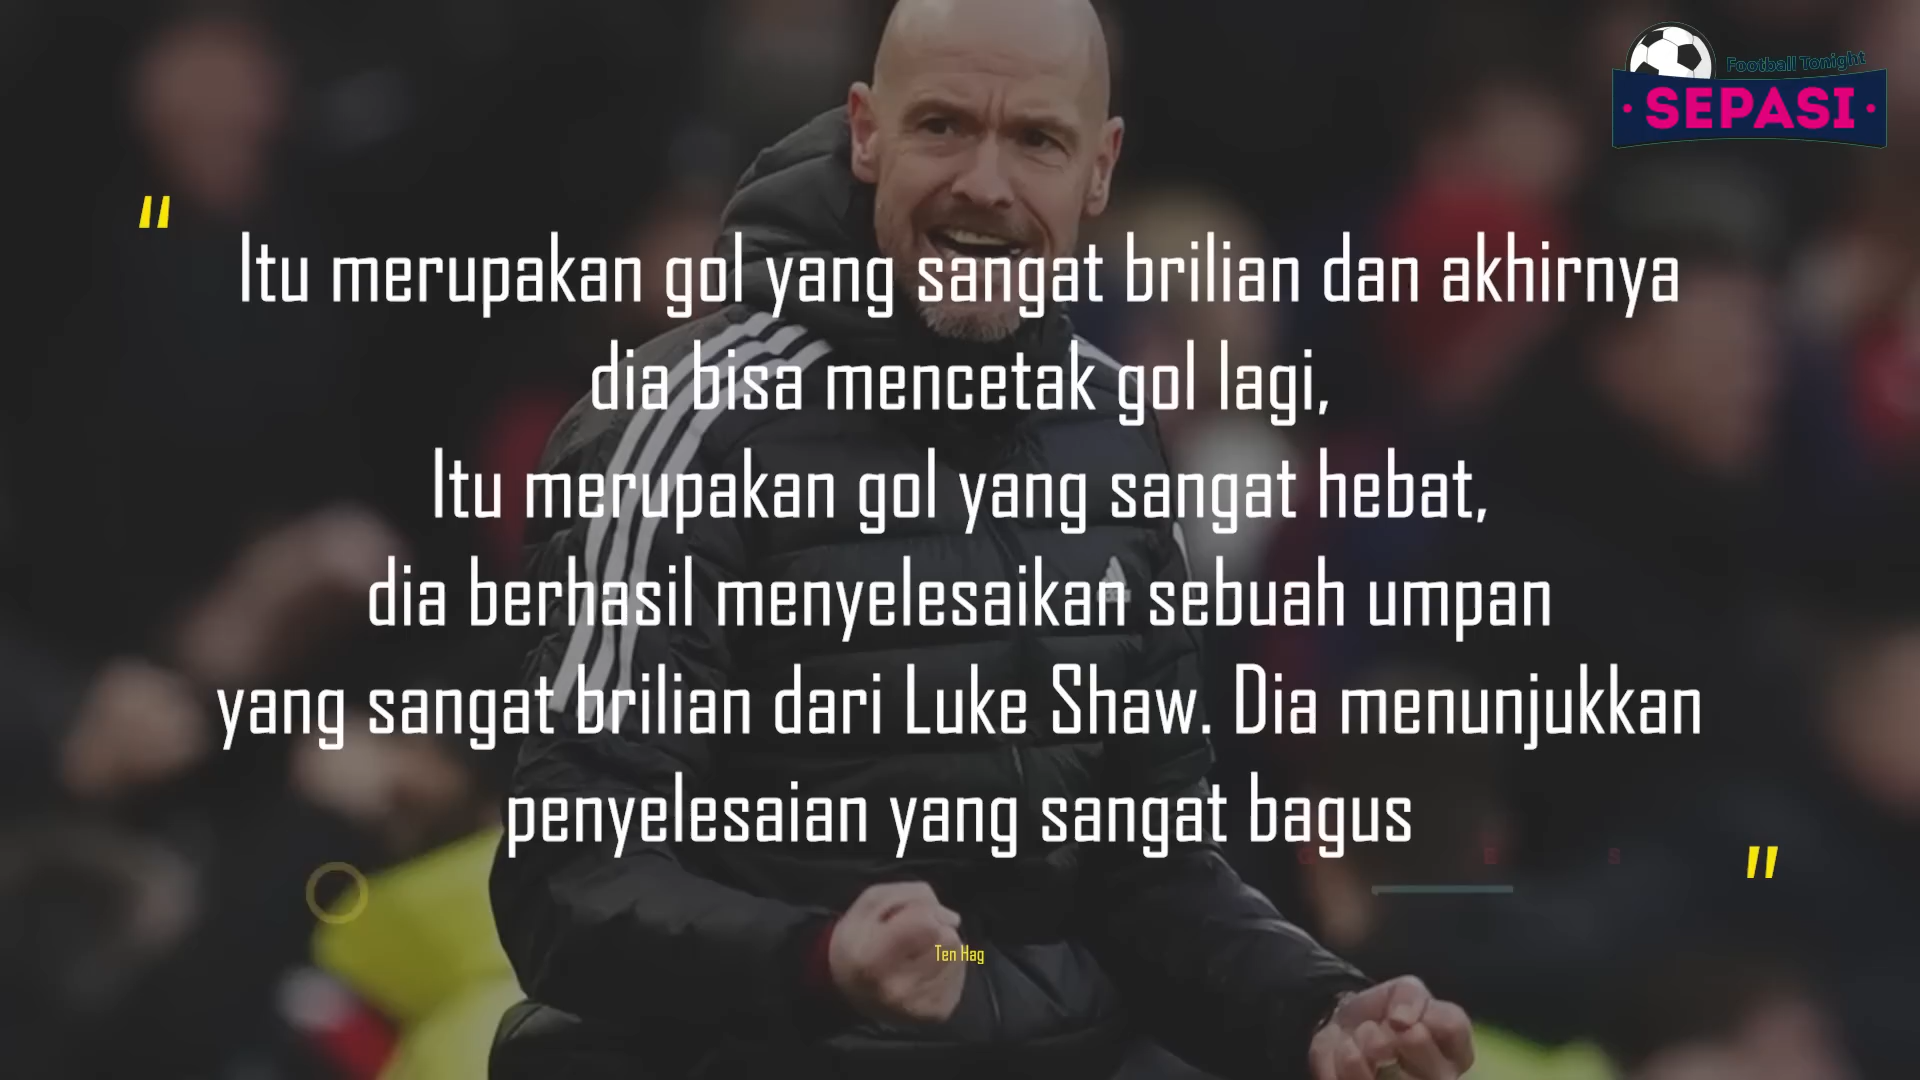 Football Tonight
SEPASI
"
Itu merupakan gol yang sangat brilian dan akhirnya
dia bisa mencetak gol lagi,
Itu merupakan gol yang sangat hebat,
dia berhasil menyelesaikan sebuah umpan
yang sangat brilian dari Luke Shaw. Dia menunjukkan
penyelesaian yang sangat bagus
"
Ten Hag